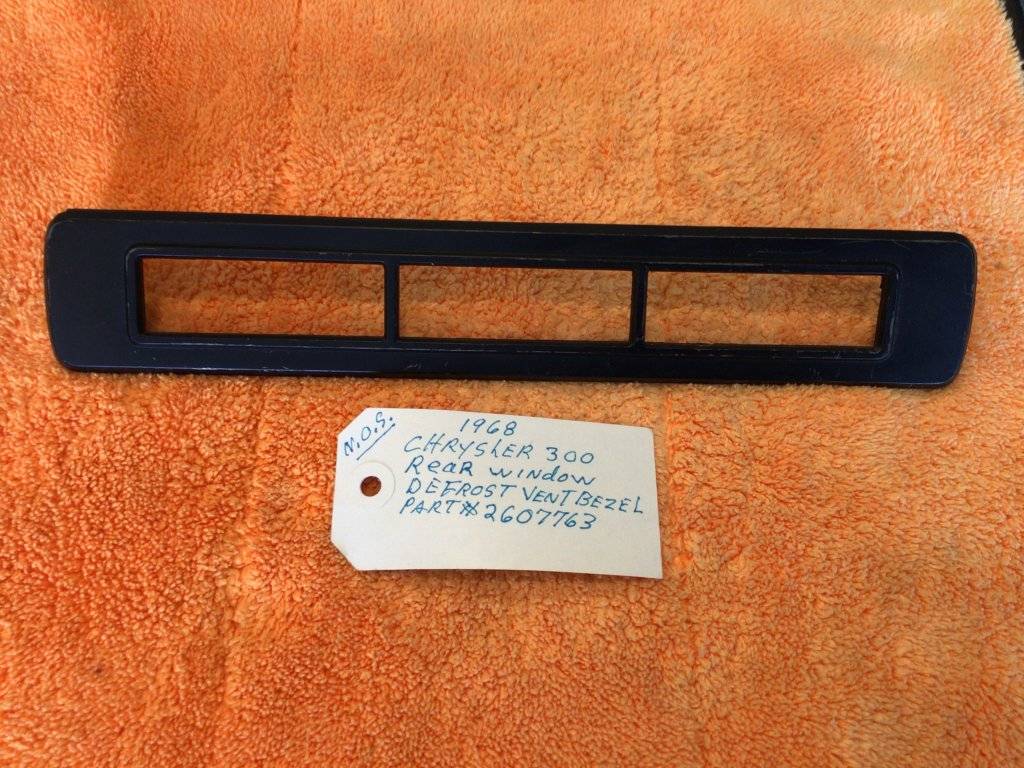 N.O.S.
1968
CHRYSLER 300
Rear window
DEFROST VENT BEZEL
PART# 2607763